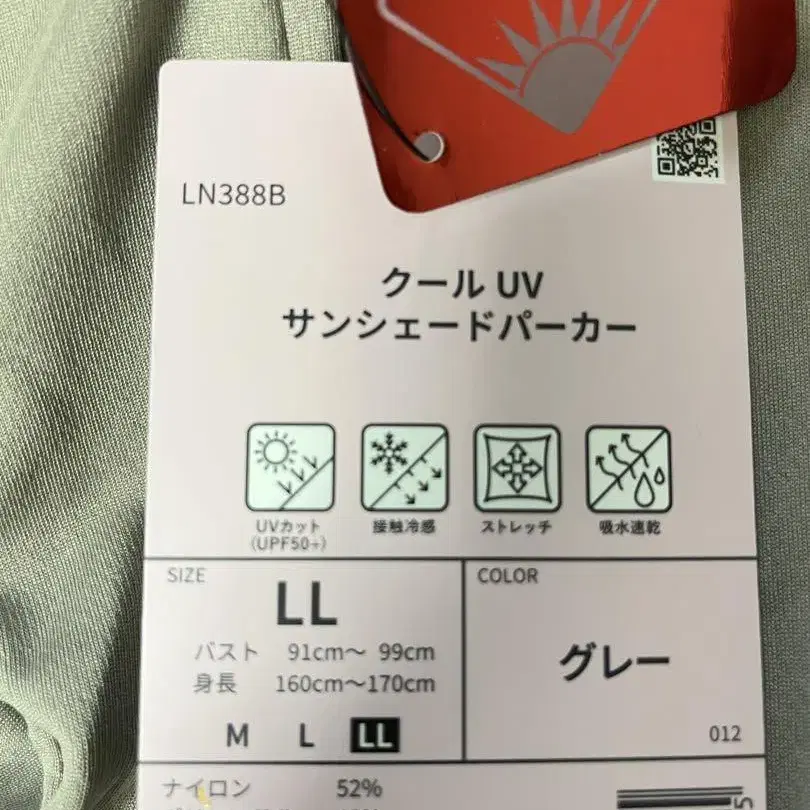 LN388B
クール UV
サンシェードパーカー
UVカット
(UPF50+)
接触冷感
ストレッチ
吸水速乾
SIZE
LL
バスト 91cm〜 99cm
身長 160cm〜170cm
M L LL
COLOR
グレー
012
ナイロン 52%